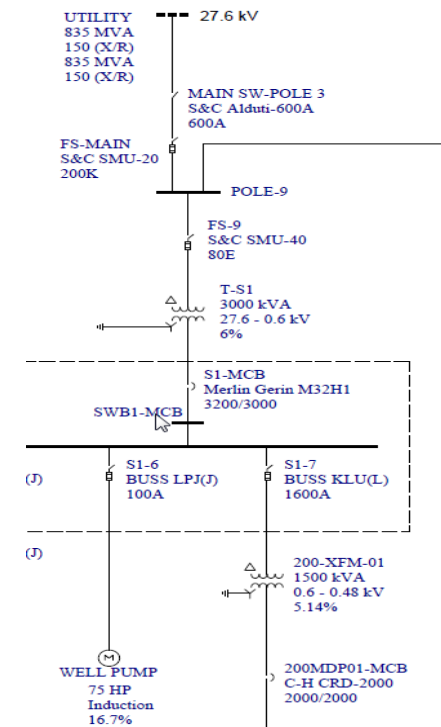 UTILITY
27.6 kV
835 MVA
150 (X/R)
835 MVA
150 (X/R)
MAIN SW-POLE 3
S&C Alduti-600A
600A
FS-MAIN
S&C SMU-20
200K
POLE-9
FS-9
S&C SMU-40
80E
T-S1
3000 kVA
27.6 - 0.6 kV
6%
S1-MCB
Merlin Gerin M32H1
3200/3000
SWB1-MCB
(J)
S1-6
BUSS LPJ(J)
100A
S1-7
BUSS KLU(L)
1600A
(J)
200-XFM-01
1500 kVA
0.6 - 0.48 kV
5.14%
M
WELL PUMP
75 HP
Induction
16.7%
200MDP01-MCB
C-H CRD-2000
2000/2000